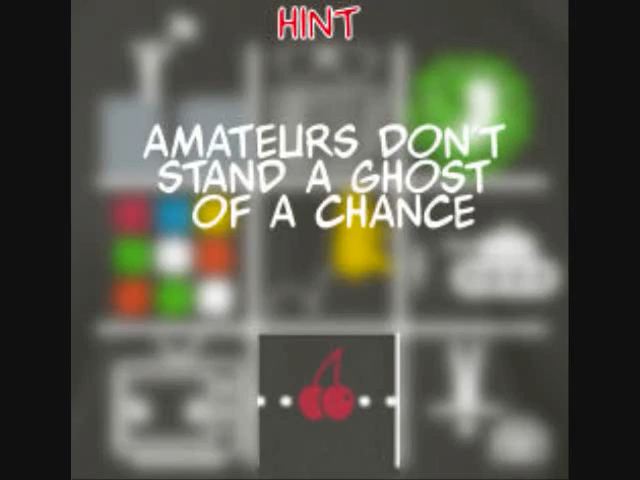 HINT
AMATEURS DON'T
STAND A GHOST
OF A CHANCE